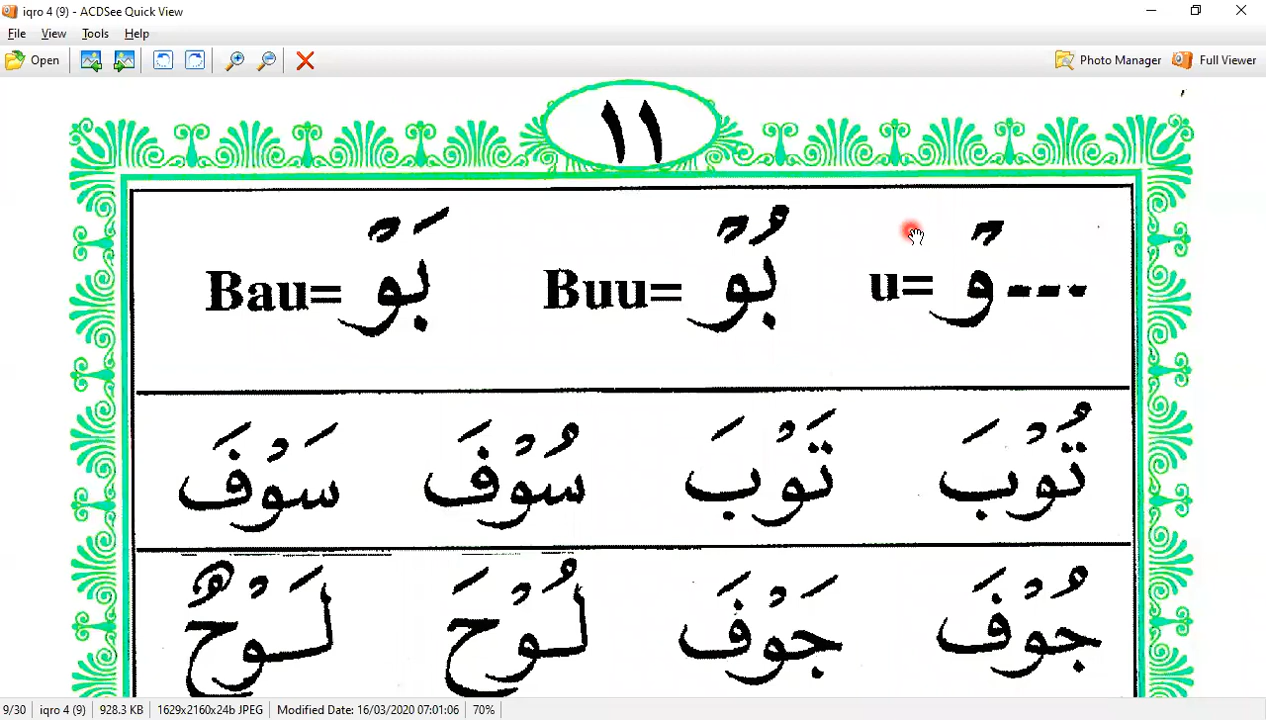 iqro 4 (9) - ACDSee Quick View
File View Tools Help
Open Photo Manager Full Viewer
١١
---وْ =u بُوْ =Buu بَوْ =Bau
تُوْبَ تَوْبَ سُوْفَ سَوْفَ
جُوْفَ جَوْفَ لُوْحَ لَوْحٌ
9/30 iqro 4 (9) 928.3 KB 1629x2160x24b JPEG Modified Date: 16/03/2020 07:01:06 70%